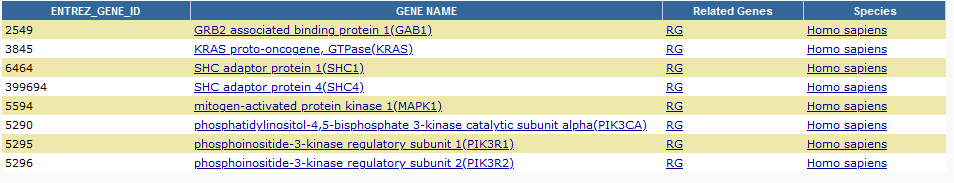 ENTREZ_GENE_ID GENE NAME Related Genes Species
2549 GRB2 associated binding protein 1(GAB1) RG Homo sapiens
3845 KRAS proto-oncogene, GTPase(KRAS) RG Homo sapiens
6464 SHC adaptor protein 1(SHC1) RG Homo sapiens
399694 SHC adaptor protein 4(SHC4) RG Homo sapiens
5594 mitogen-activated protein kinase 1(MAPK1) RG Homo sapiens
5290 phosphatidylinositol-4,5-bisphosphate 3-kinase catalytic subunit alpha(PIK3CA) RG Homo sapiens
5295 phosphoinositide-3-kinase regulatory subunit 1(PIK3R1) RG Homo sapiens
5296 phosphoinositide-3-kinase regulatory subunit 2(PIK3R2) RG Homo sapiens